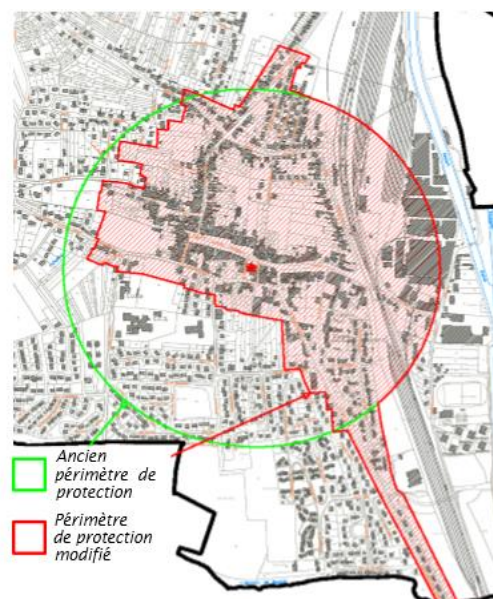 Ancien
périmètre de
protection
Périmètre
de protection
modifié